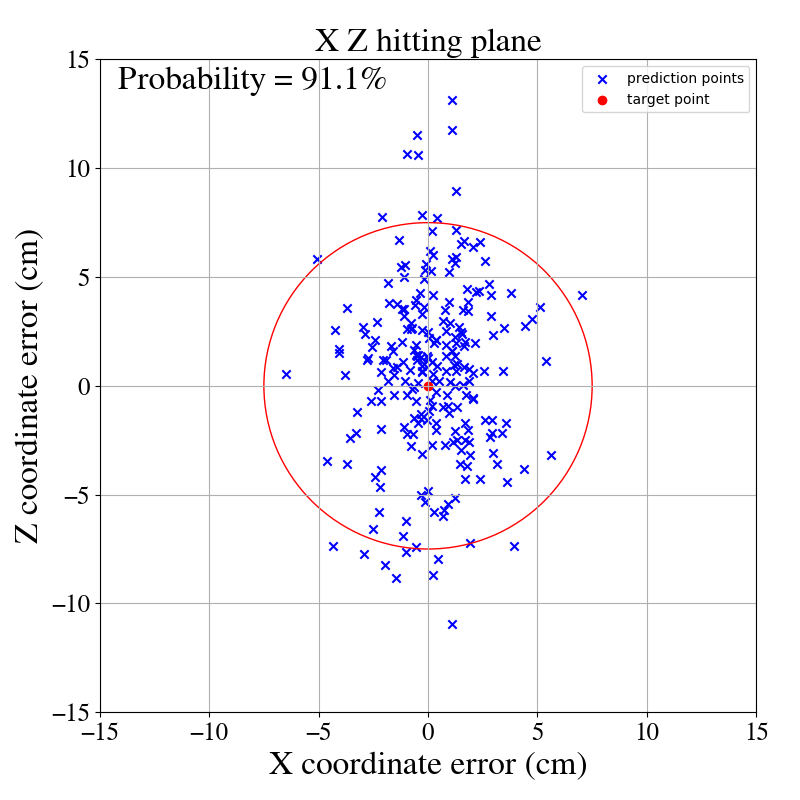 X Z hitting plane
Probability = 91.1%
prediction points
target point
Z coordinate error (cm)
15
10
5
0
−5
−10
−15
−15
−10
−5
0
5
10
15
X coordinate error (cm)